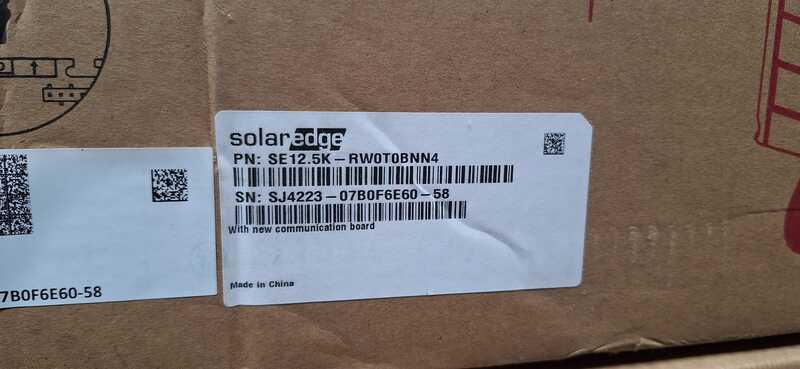 solaredge
PN: SE12.5K-RW0T0BNN4
SN: SJ4223-07B0F6E60-58
With new communication board
Made in China
7B0F6E60-58